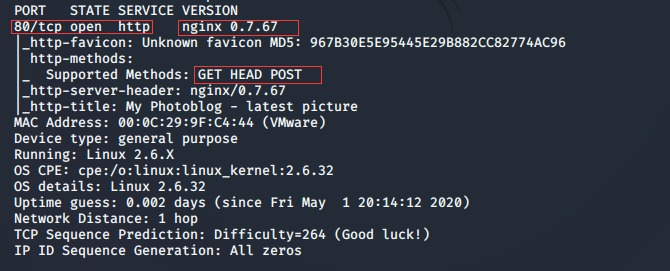 PORT   STATE SERVICE VERSION
80/tcp open  http    nginx 0.7.67
|_http-favicon: Unknown favicon MD5: 967B30E5E95445E29B882CC82774AC96
| http-methods:
|_  Supported Methods: GET HEAD POST
|_http-server-header: nginx/0.7.67
|_http-title: My Photoblog - latest picture
MAC Address: 00:0C:29:9F:C4:44 (VMware)
Device type: general purpose
Running: Linux 2.6.X
OS CPE: cpe:/o:linux:linux_kernel:2.6.32
OS details: Linux 2.6.32
Uptime guess: 0.002 days (since Fri May  1 20:14:12 2020)
Network Distance: 1 hop
TCP Sequence Prediction: Difficulty=264 (Good luck!)
IP ID Sequence Generation: All zeros